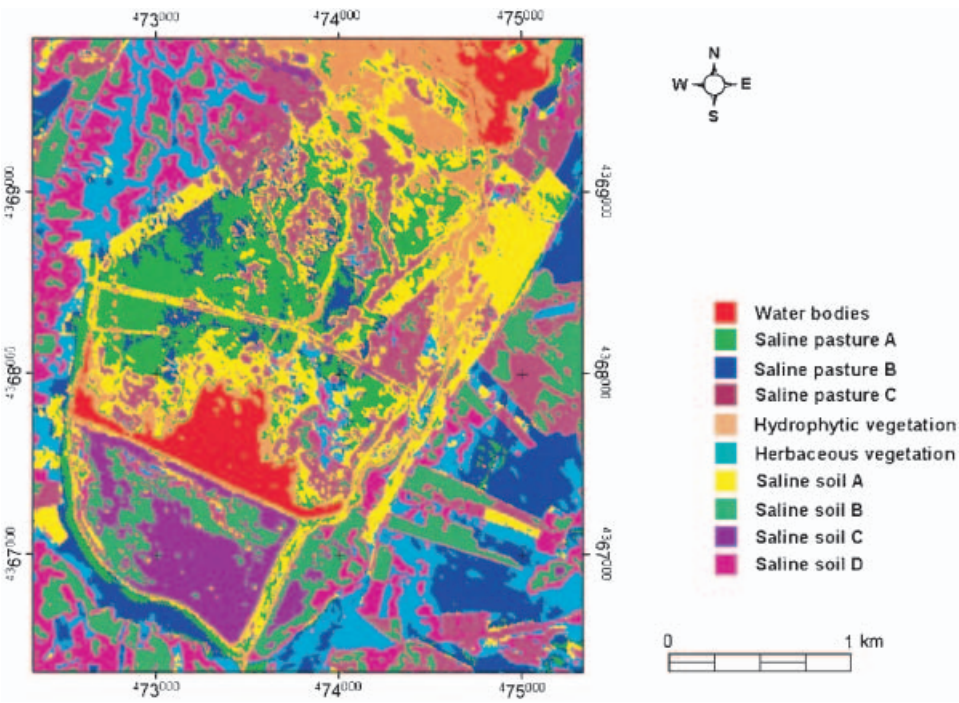 473000 474000 475000
N
W E
S
4369000 4369000
4368000 4368000
4367000 4367000
Water bodies
Saline pasture A
Saline pasture B
Saline pasture C
Hydrophytic vegetation
Herbaceous vegetation
Saline soil A
Saline soil B
Saline soil C
Saline soil D
0 1 km
473000 474000 475000